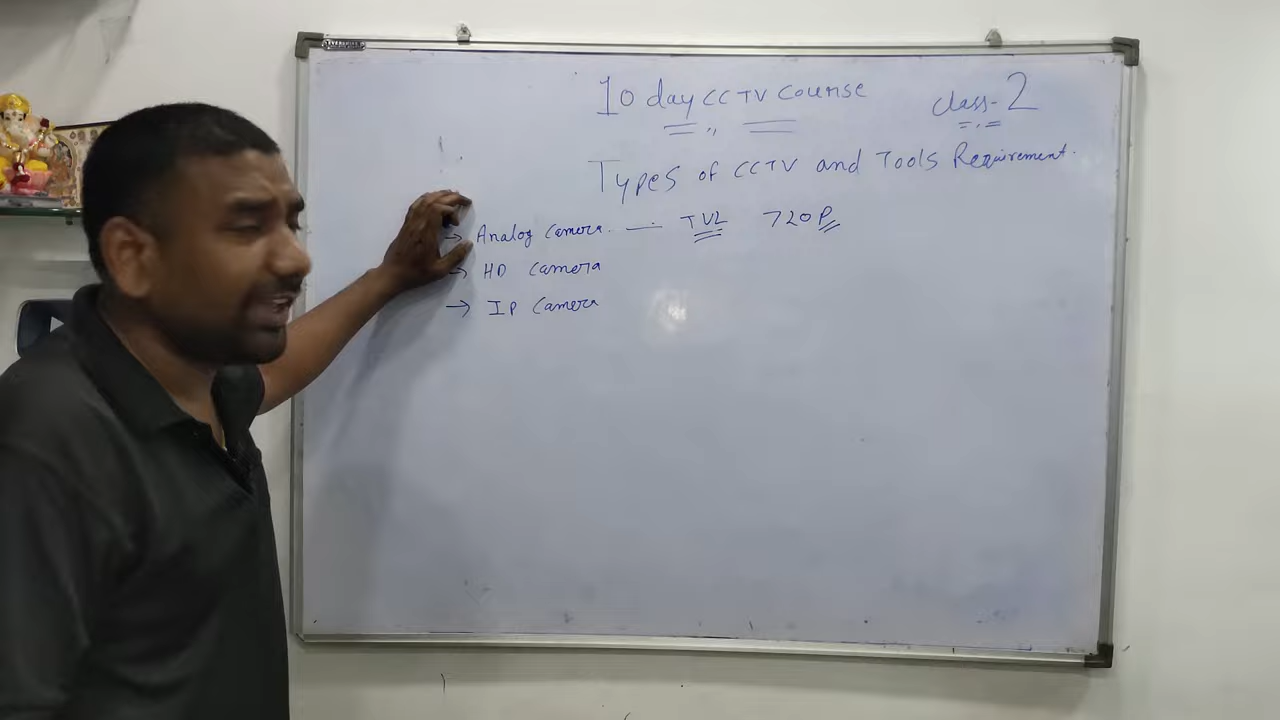 10 day CCTV Course
class-2
Types of CCTV and Tools Requirement.
→ Analog Camera. — TVL 720P
→ HD Camera
→ IP Camera